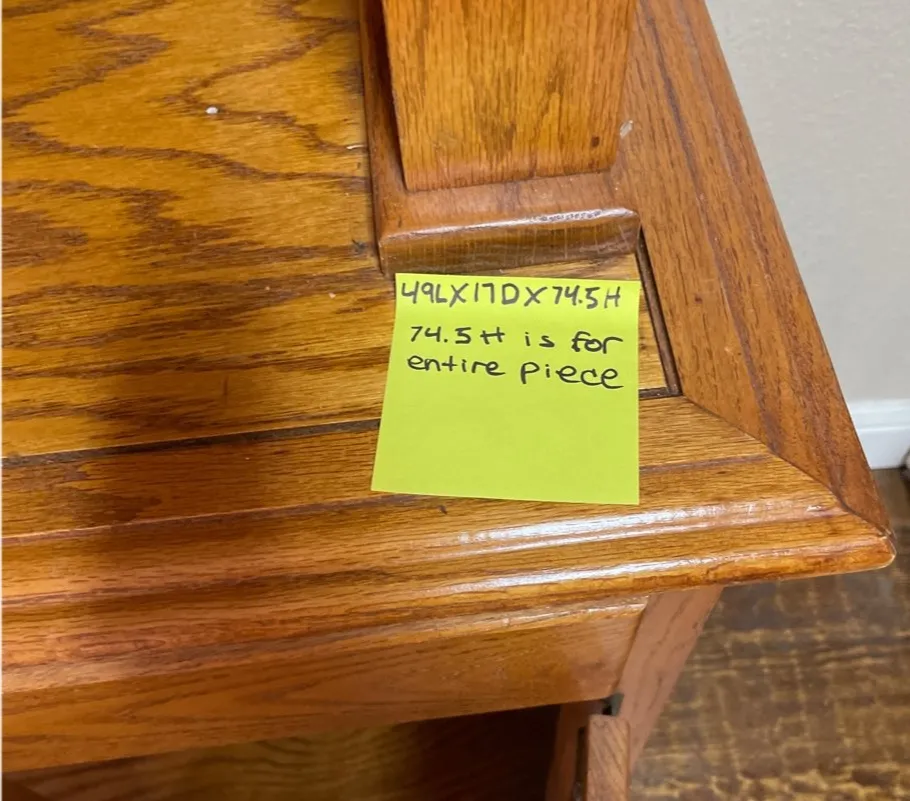 49LX17DX74.5H
74.5H is for
entire piece